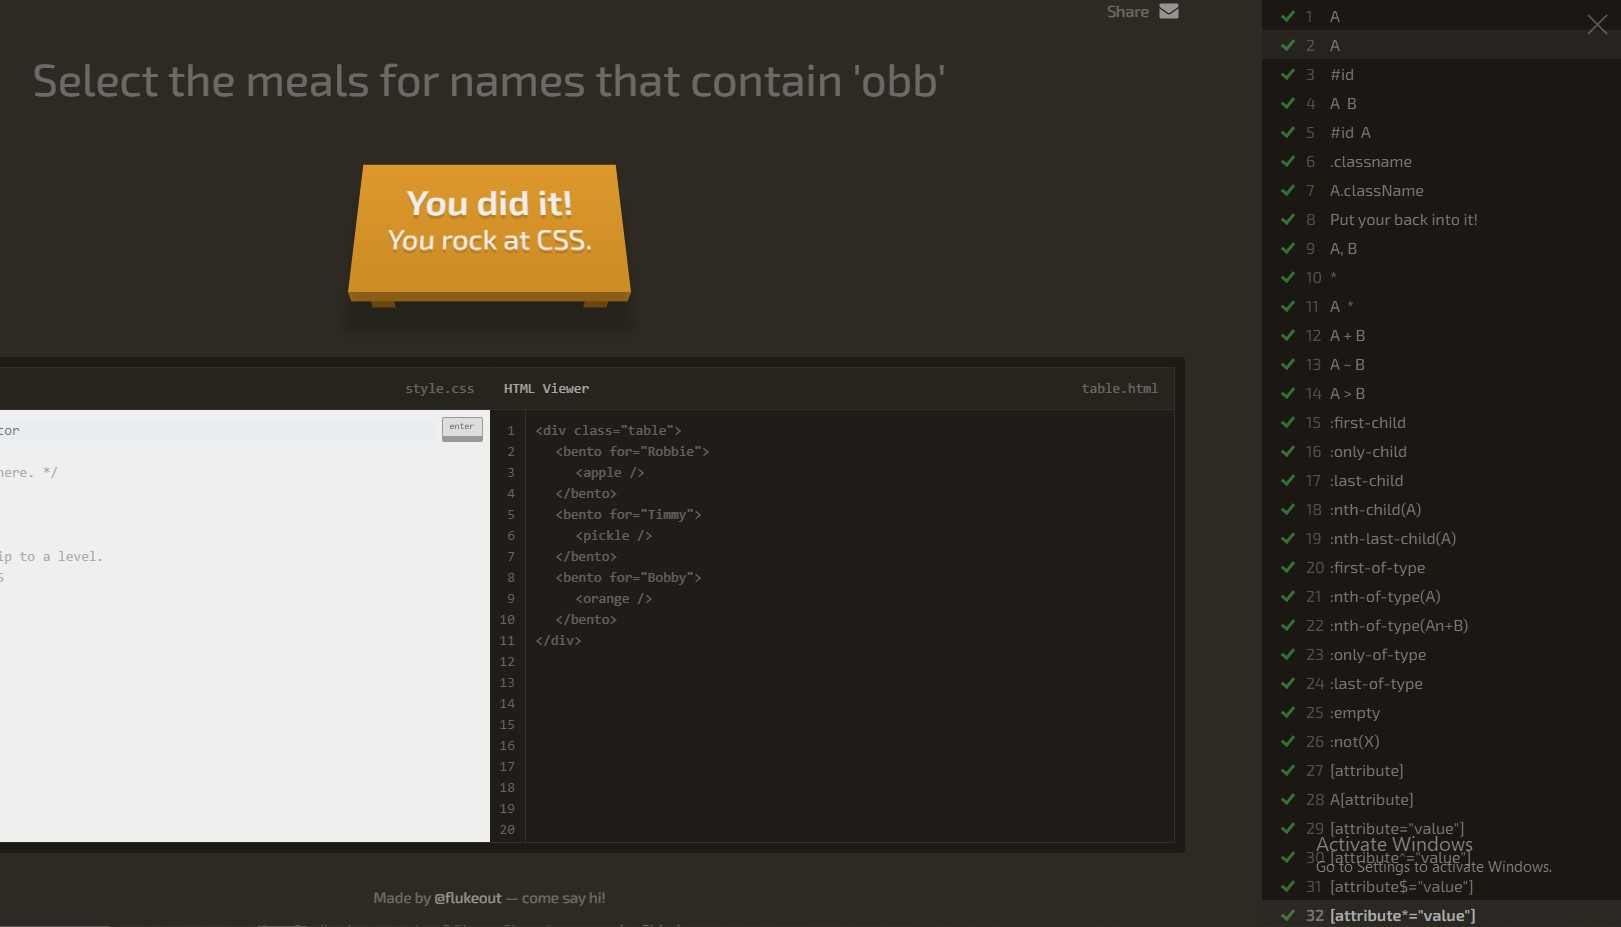 Share
Select the meals for names that contain 'obb'
You did it!
You rock at CSS.
style.css
HTML Viewer
table.html
enter
here. */
ip to a level.
1 <div class="table">
2 <bento for="Robbie">
3 <apple />
4 </bento>
5 <bento for="Timmy">
6 <pickle />
7 </bento>
8 <bento for="Bobby">
9 <orange />
10 </bento>
11 </div>
12
13
14
15
16
17
18
19
20
Made by @flukeout — come say hi!
1 A
2 A
3 #id
4 A B
5 #id A
6 .classname
7 A.className
8 Put your back into it!
9 A, B
10 *
11 A *
12 A + B
13 A ~ B
14 A > B
15 :first-child
16 :only-child
17 :last-child
18 :nth-child(A)
19 :nth-last-child(A)
20 :first-of-type
21 :nth-of-type(A)
22 :nth-of-type(An+B)
23 :only-of-type
24 :last-of-type
25 :empty
26 :not(X)
27 [attribute]
28 A[attribute]
29 [attribute="value"]
Activate Windows
30 [attribute^="value"]
Go to Settings to activate Windows.
31 [attribute$="value"]
32 [attribute*="value"]